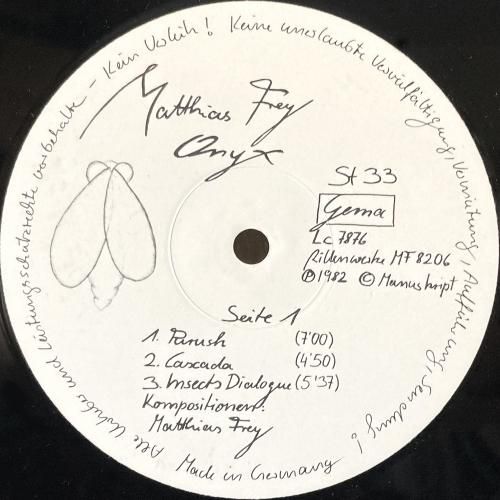 Alle Urheber und Leistungsschutzrechte vorbehalten – Kein Verleih! Keine unerlaubte Vervielfältigung, Vermietung, Aufführung, Sendung!
Matthias Frey
Onyx
St 33
Gema
Lc 7876
Rillenwerke MF 8206
℗ 1982 © Manuskript
Seite 1
1. Parush (7'00)
2. Cascada (4'50)
3. Insects Dialogue (5'37)
Kompositionen:
Matthias Frey
Made in Germany